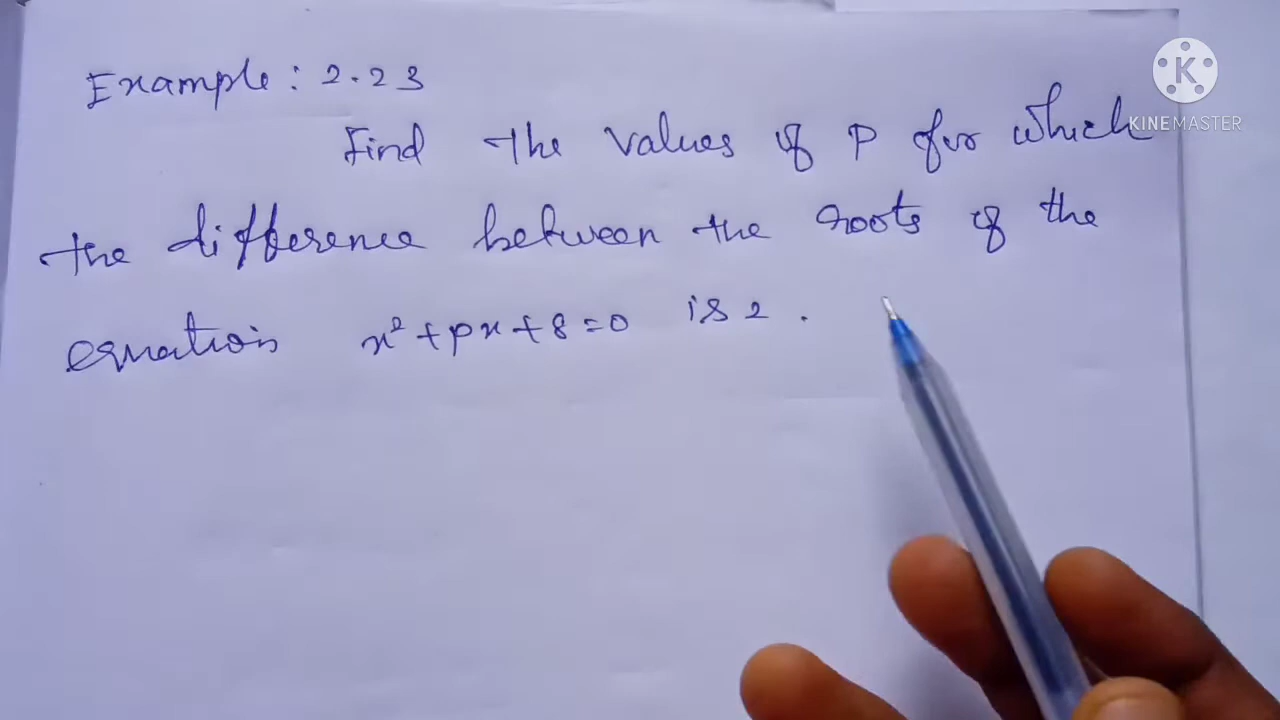 Example: 2.23
Find the values of P for which
the difference between the roots of the
equation x² + px + 8 = 0 is 2.
K
KINEMASTER